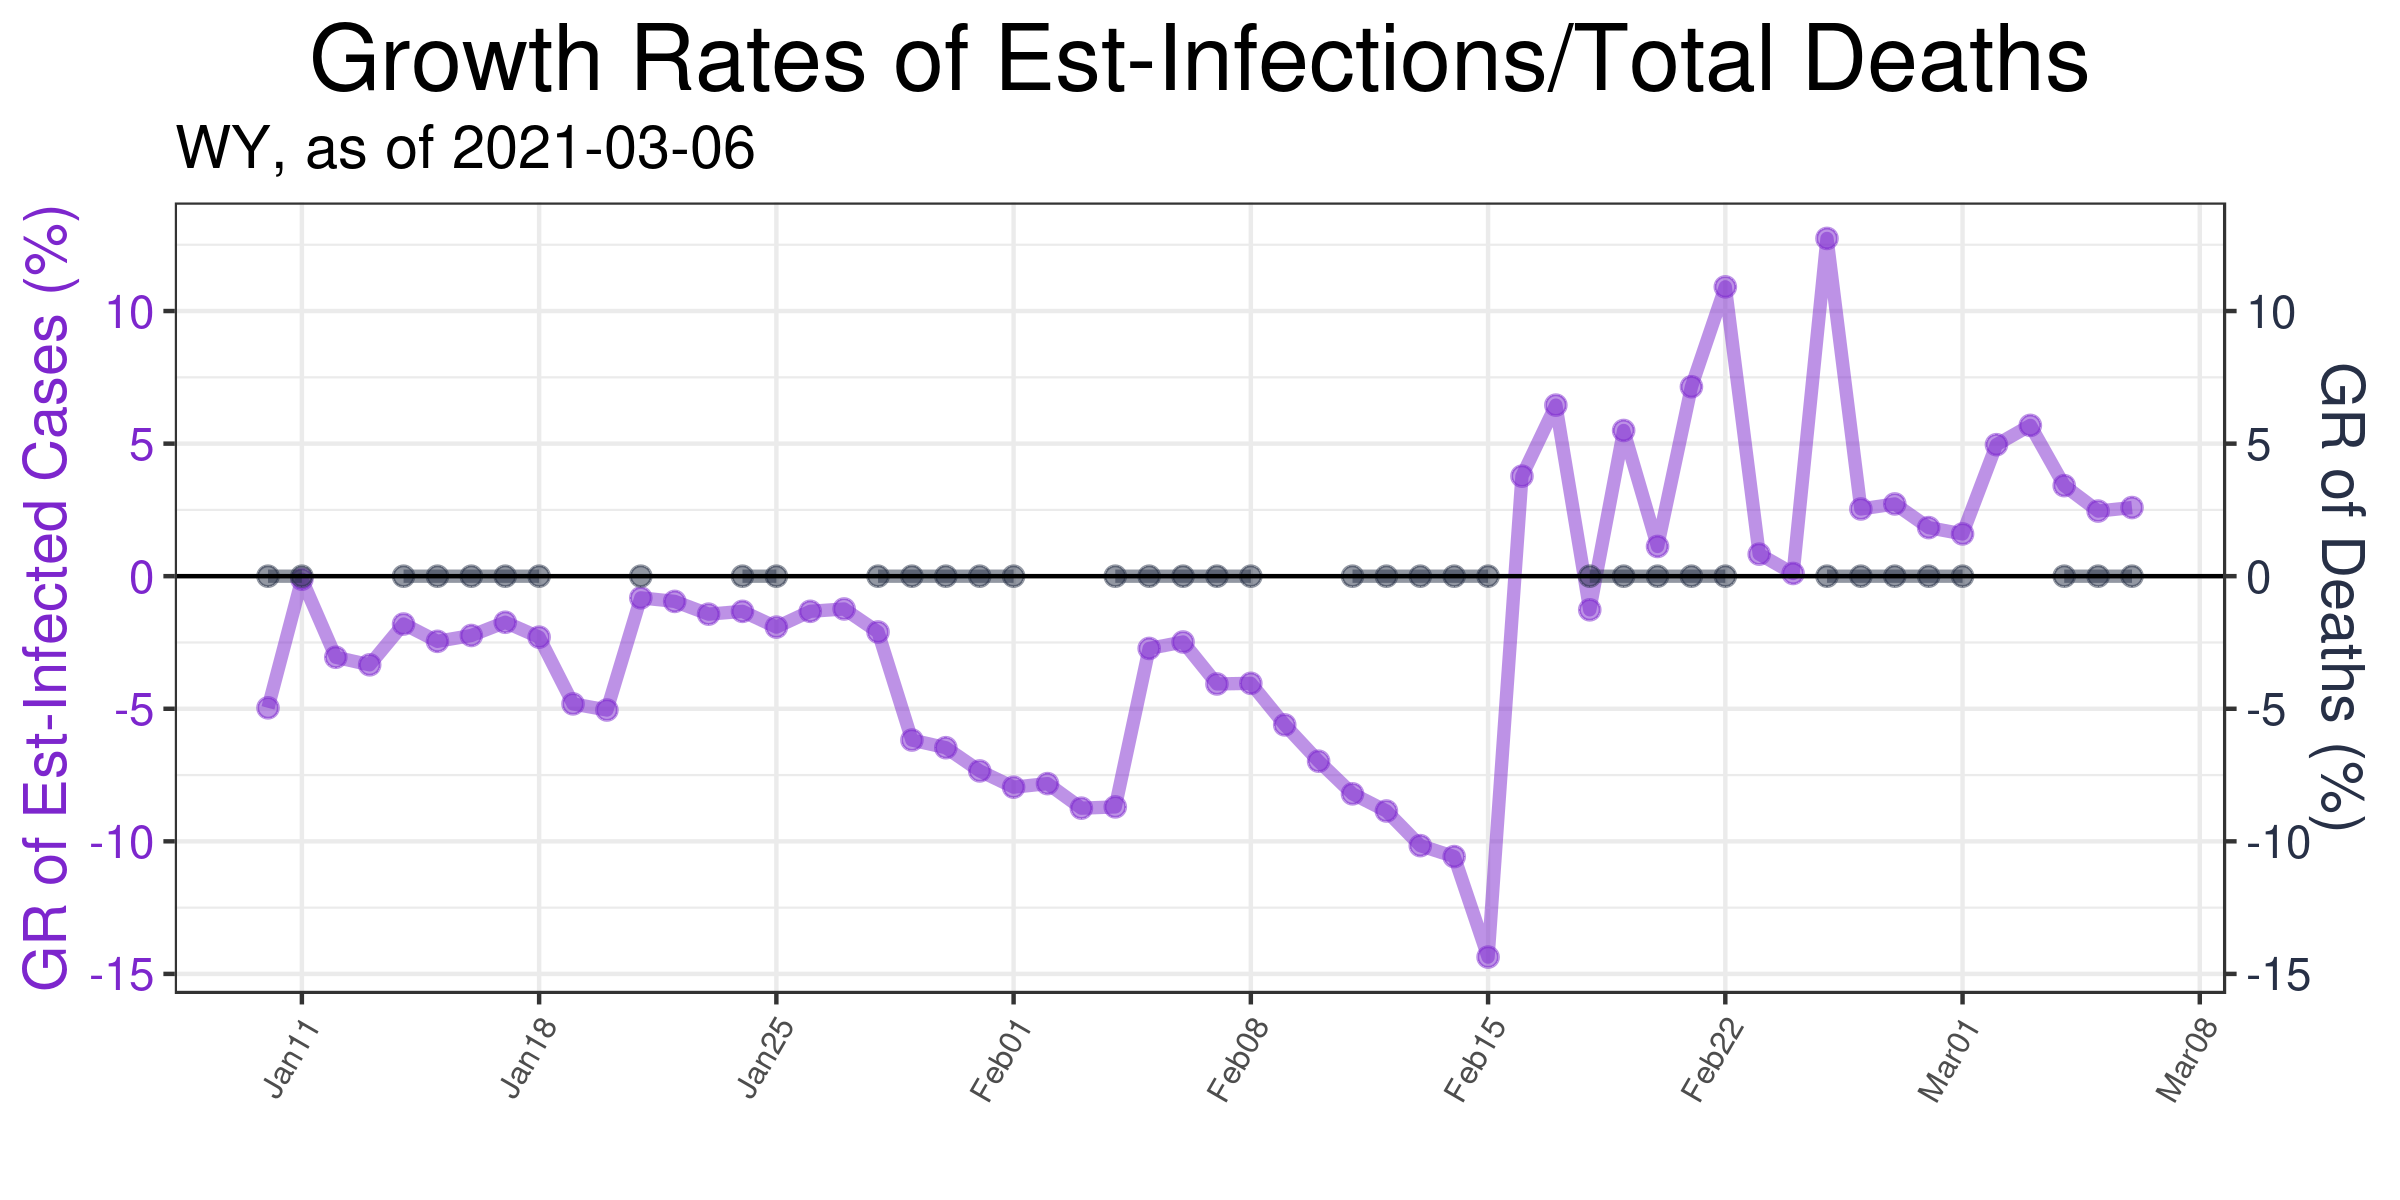 Growth Rates of Est-Infections/Total Deaths
WY, as of 2021-03-06
GR of Est-Infected Cases (%)
10
5
0
-5
-10
-15
10
5
0
-5
-10
-15
GR of Deaths (%)
Jan11
Jan18
Jan25
Feb01
Feb08
Feb15
Feb22
Mar01
Mar08